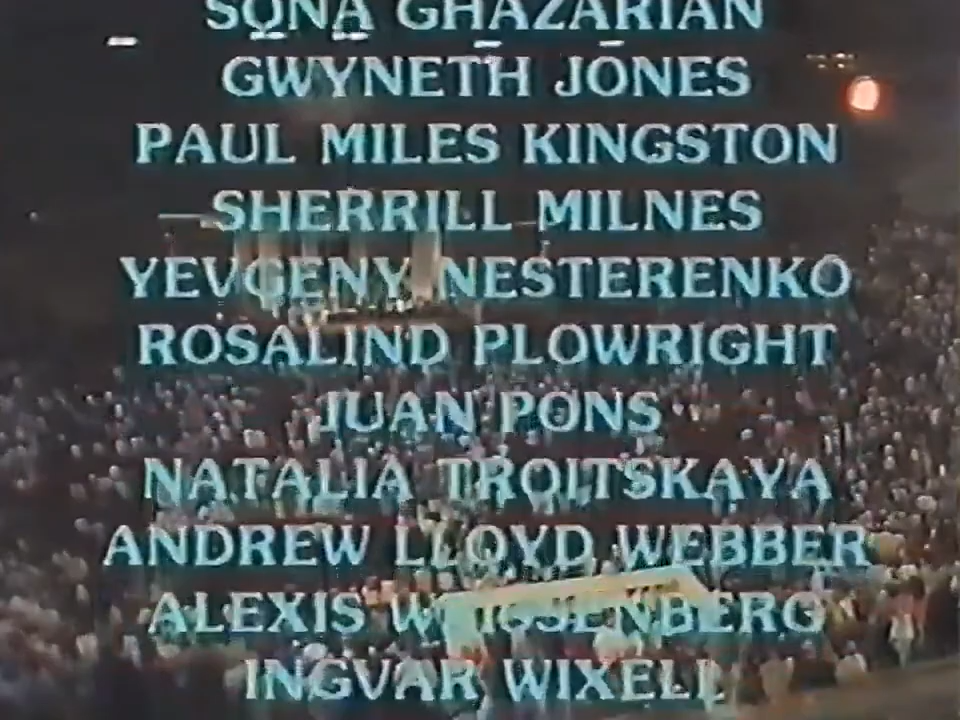 SONA GHAZARIAN
GWYNETH JONES
PAUL MILES KINGSTON
SHERRILL MILNES
YEVGENY NESTERENKO
ROSALIND PLOWRIGHT
JUAN PONS
NATALIA TROITSKAYA
ANDREW LLOYD WEBBER
ALEXIS WEISSENBERG
INGVAR WIXELL